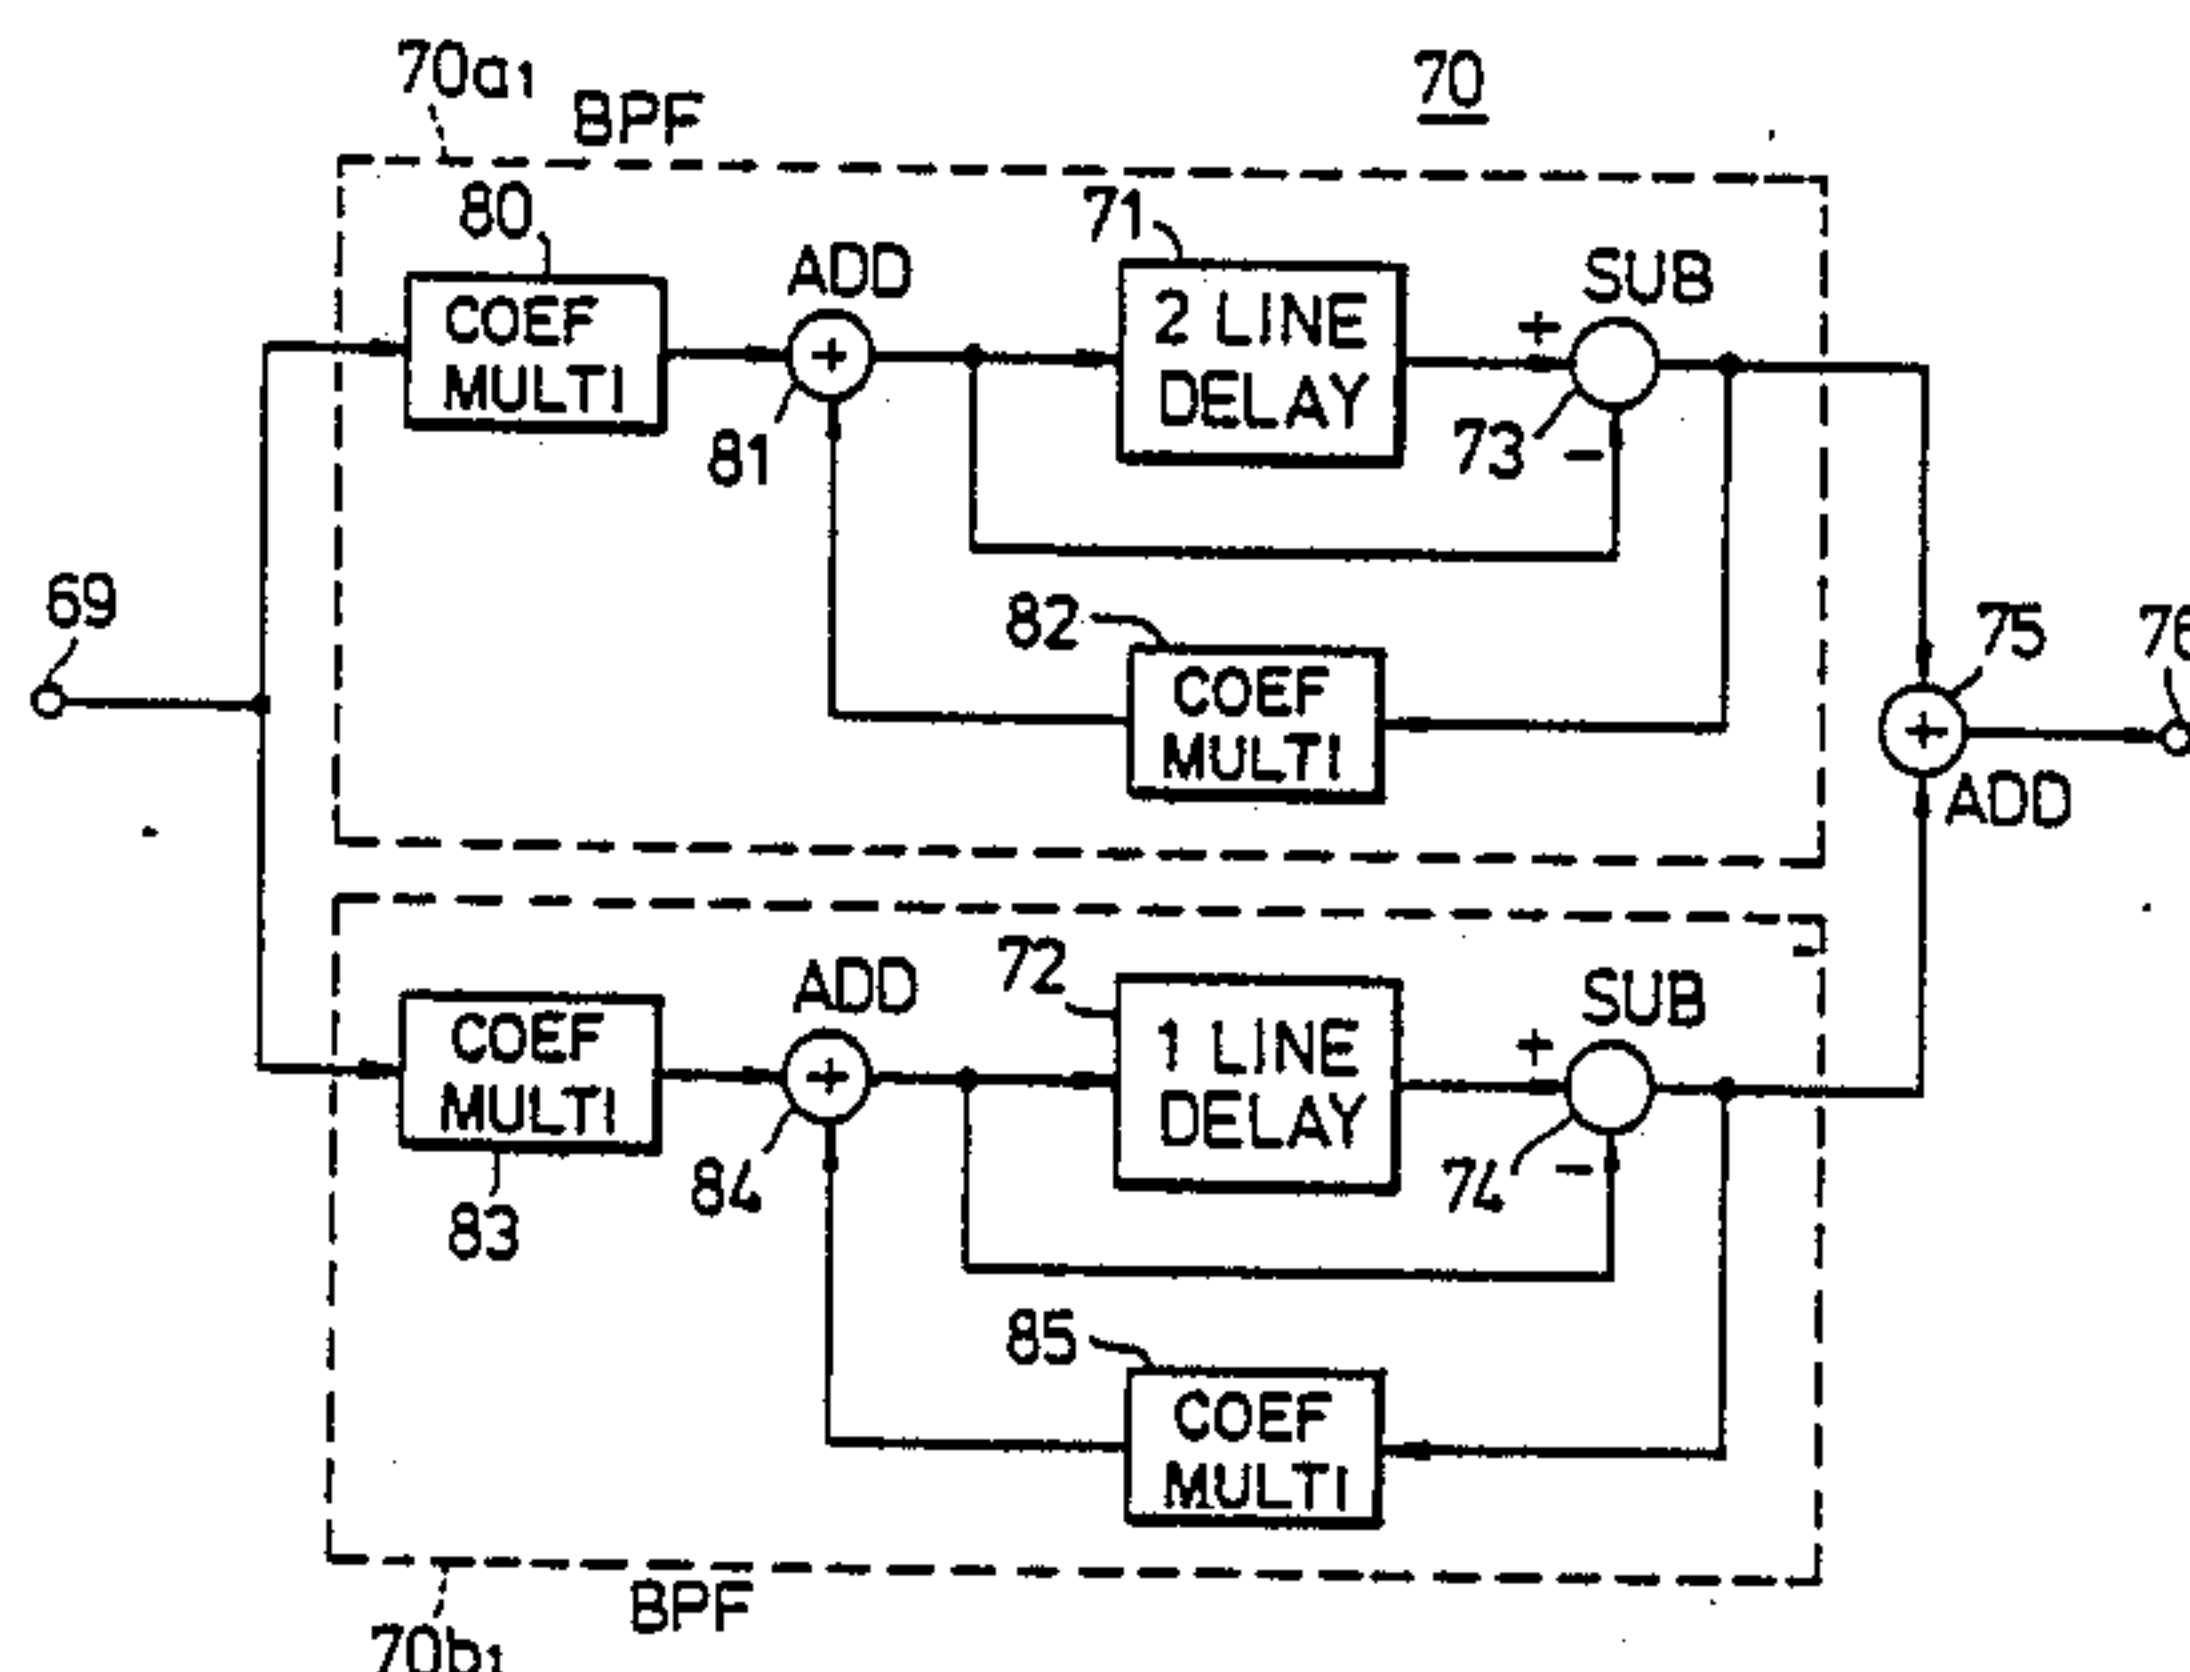 70a1
BPF
70
80
COEF
MULTI
ADD
+
81
71
2 LINE
DELAY
SUB
+
73
-
82
COEF
MULTI
69
75
+
ADD
76
83
COEF
MULTI
ADD
+
84
72
1 LINE
DELAY
SUB
+
74
-
85
COEF
MULTI
BPF
70b1